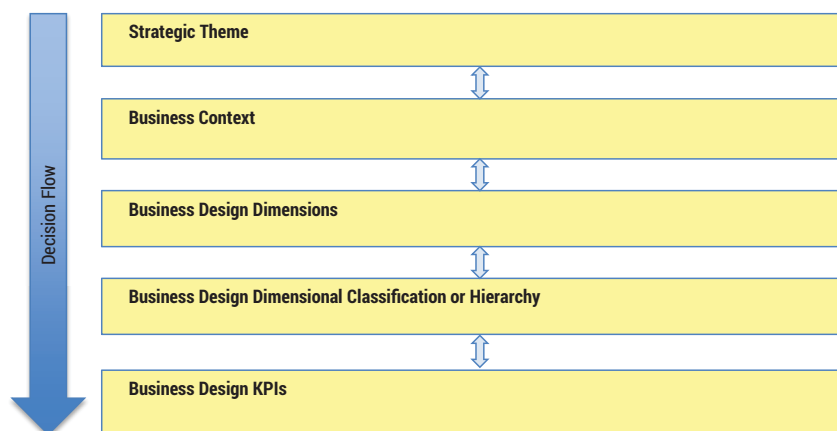 Strategic Theme
Business Context
Decision Flow
Business Design Dimensions
Business Design Dimensional Classification or Hierarchy
Business Design KPIs